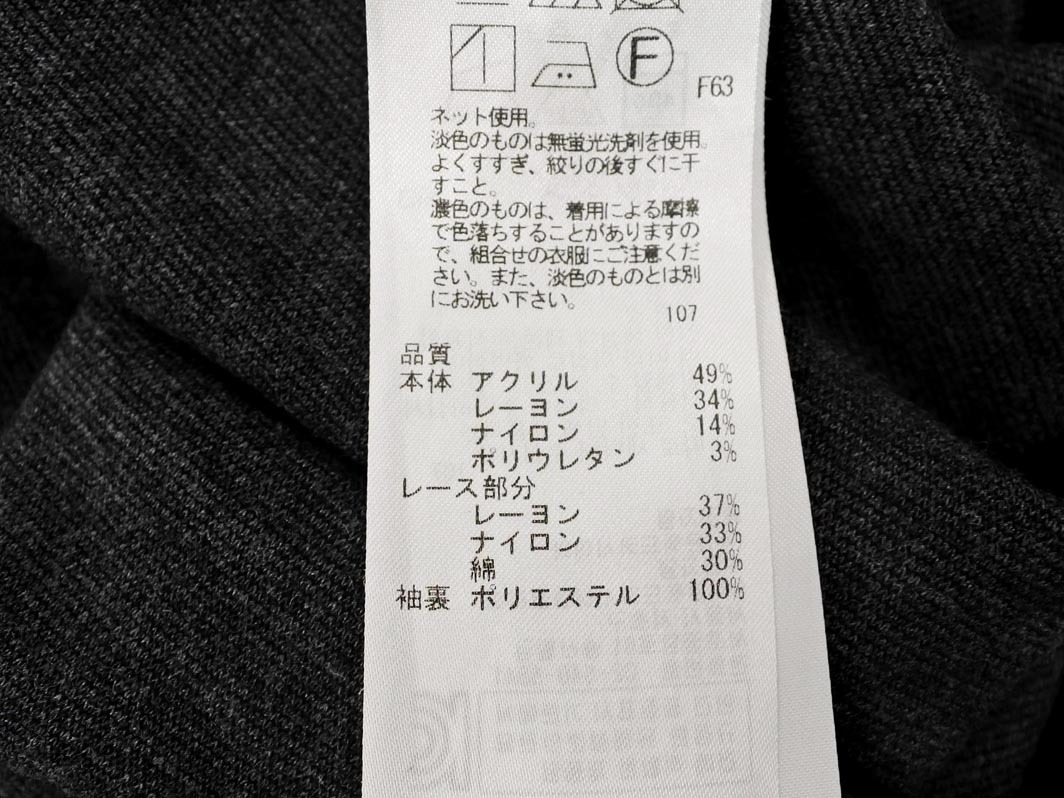 F
F63
ネット使用。
淡色のものは無蛍光洗剤を使用。
よくすすぎ、絞りの後すぐに干
すこと。
濃色のものは、着用による摩擦
で色落ちすることがありますの
で、組合せの衣服にご注意くだ
さい。また、淡色のものとは別
にお洗い下さい。
107
品質
本体 アクリル 49%
レーヨン 34%
ナイロン 14%
ポリウレタン 3%
レース部分
レーヨン 37%
ナイロン 33%
綿 30%
袖裏 ポリエステル 100%